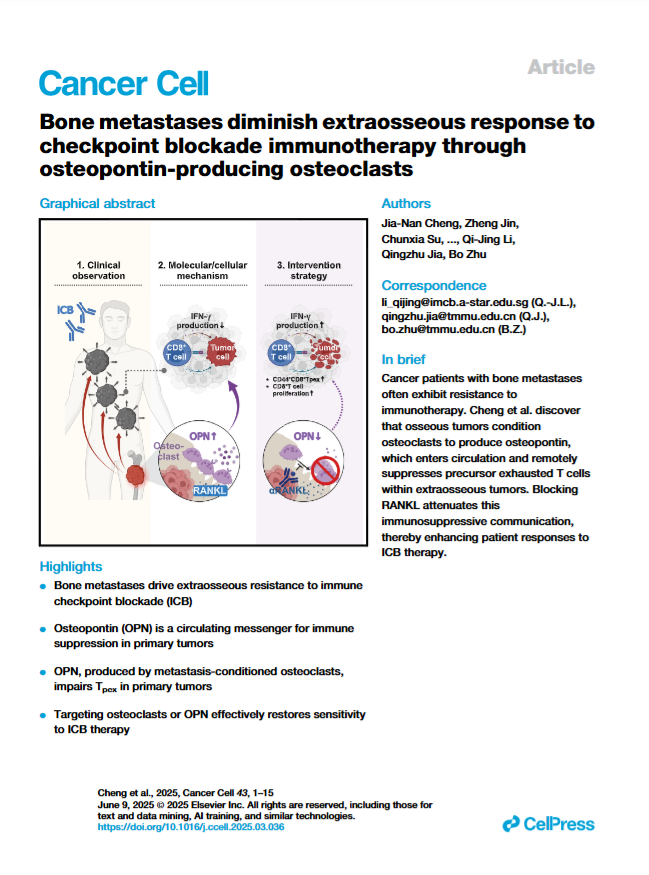 Article
Cancer Cell
Bone metastases diminish extraosseous response to
checkpoint blockade immunotherapy through
osteopontin-producing osteoclasts
Graphical abstract
1. Clinical
observation
ICB
2. Molecular/cellular
mechanism
IFN-γ
production↓
CD8⁺
T cell
Tumor
cell
OPN↑
Osteo-
clast
RANKL
3. Intervention
strategy
IFN-γ
production↑
CD8⁺
T cell
Tumor
cell
• CD44⁺CD8⁺Tpex↑
• CD8⁺T cell
proliferation↑
OPN↓
αRANKL
Highlights
• Bone metastases drive extraosseous resistance to immune
checkpoint blockade (ICB)
• Osteopontin (OPN) is a circulating messenger for immune
suppression in primary tumors
• OPN, produced by metastasis-conditioned osteoclasts,
impairs Tpex in primary tumors
• Targeting osteoclasts or OPN effectively restores sensitivity
to ICB therapy
Authors
Jia-Nan Cheng, Zheng Jin,
Chunxia Su, ..., Qi-Jing Li,
Qingzhu Jia, Bo Zhu
Correspondence
li_qijing@imcb.a-star.edu.sg (Q.-J.L.),
qingzhu.jia@tmmu.edu.cn (Q.J.),
bo.zhu@tmmu.edu.cn (B.Z.)
In brief
Cancer patients with bone metastases
often exhibit resistance to
immunotherapy. Cheng et al. discover
that osseous tumors condition
osteoclasts to produce osteopontin,
which enters circulation and remotely
suppresses precursor exhausted T cells
within extraosseous tumors. Blocking
RANKL attenuates this
immunosuppressive communication,
thereby enhancing patient responses to
ICB therapy.
Cheng et al., 2025, Cancer Cell 43, 1–15
June 9, 2025 © 2025 Elsevier Inc. All rights are reserved, including those for
text and data mining, AI training, and similar technologies.
https://doi.org/10.1016/j.ccell.2025.03.036
CellPress